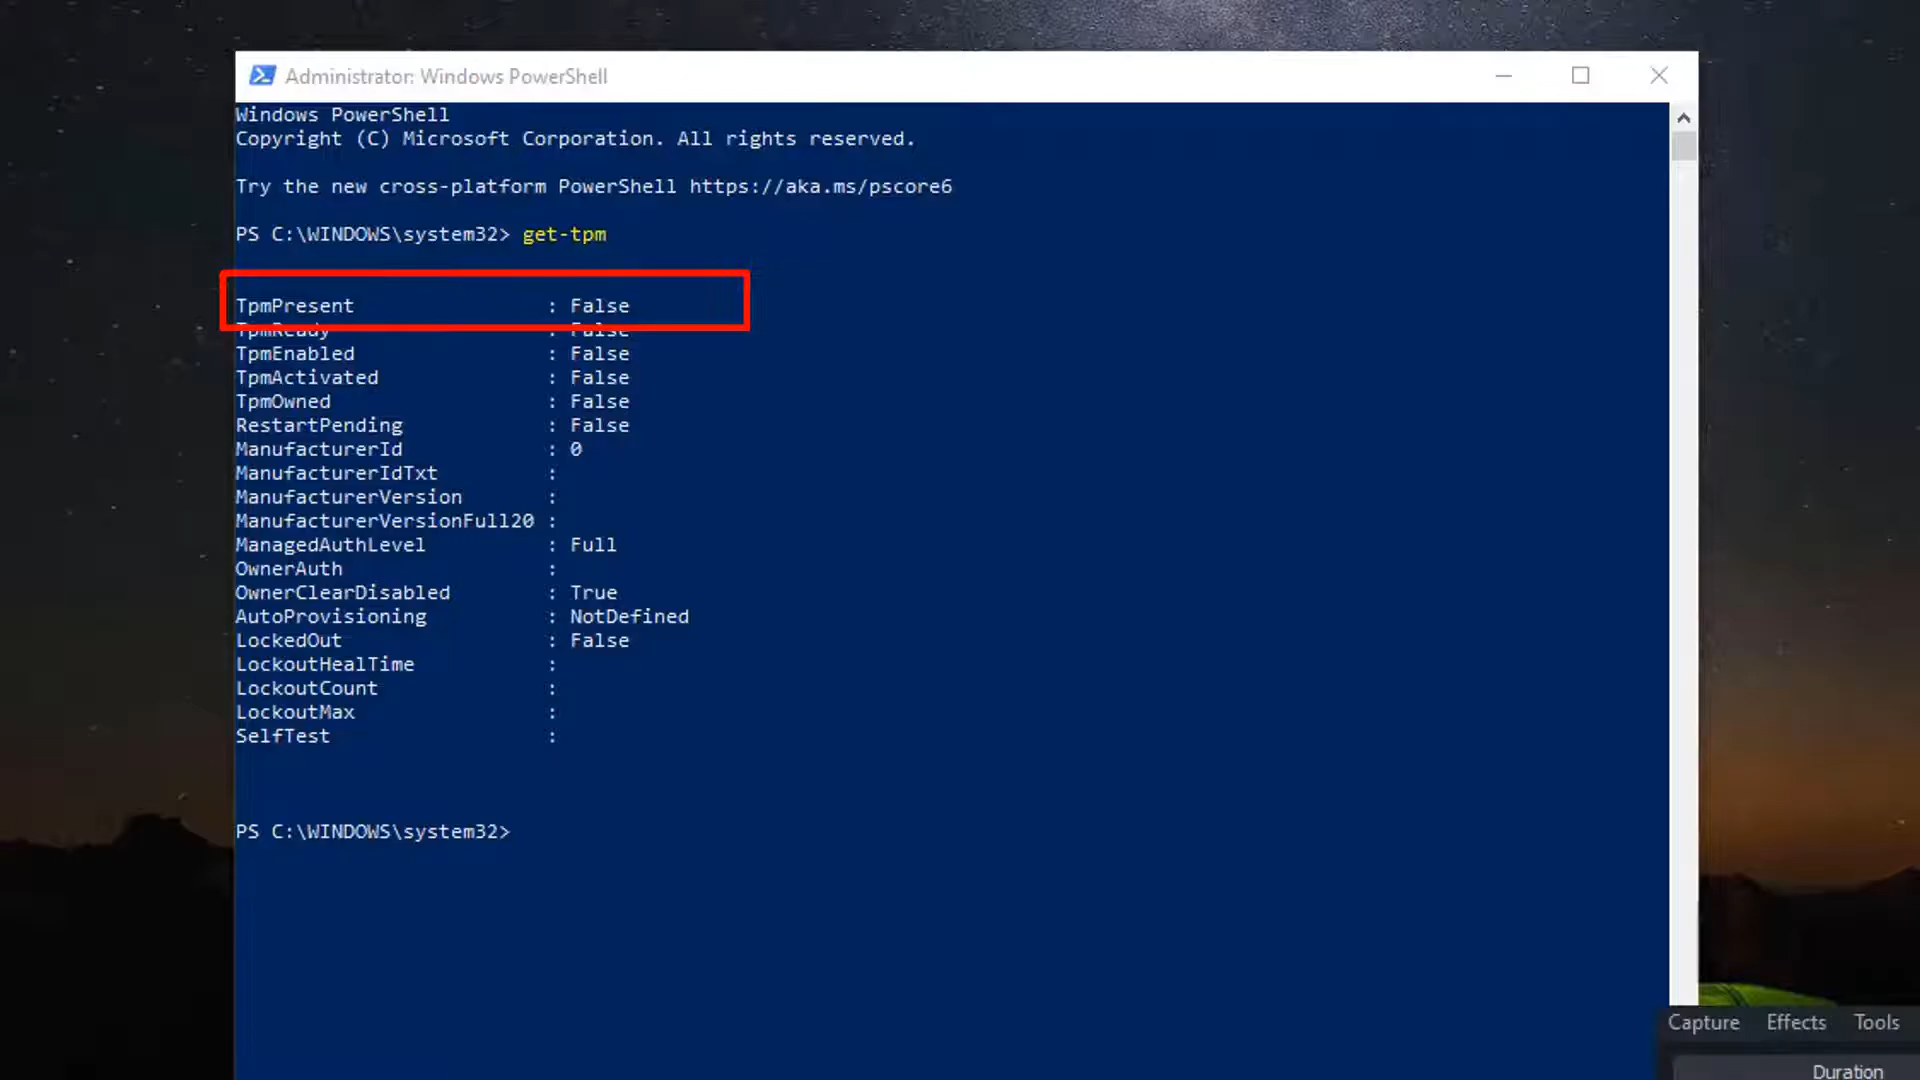 Administrator: Windows PowerShell
Windows PowerShell
Copyright (C) Microsoft Corporation. All rights reserved.
Try the new cross-platform PowerShell https://aka.ms/pscore6
PS C:\WINDOWS\system32> get-tpm
TpmPresent : False
TpmReady : False
TpmEnabled : False
TpmActivated : False
TpmOwned : False
RestartPending : False
ManufacturerId : 0
ManufacturerIdTxt :
ManufacturerVersion :
ManufacturerVersionFull20 :
ManagedAuthLevel : Full
OwnerAuth :
OwnerClearDisabled : True
AutoProvisioning : NotDefined
LockedOut : False
LockoutHealTime :
LockoutCount :
LockoutMax :
SelfTest :
PS C:\WINDOWS\system32>
Capture Effects Tools
Duration